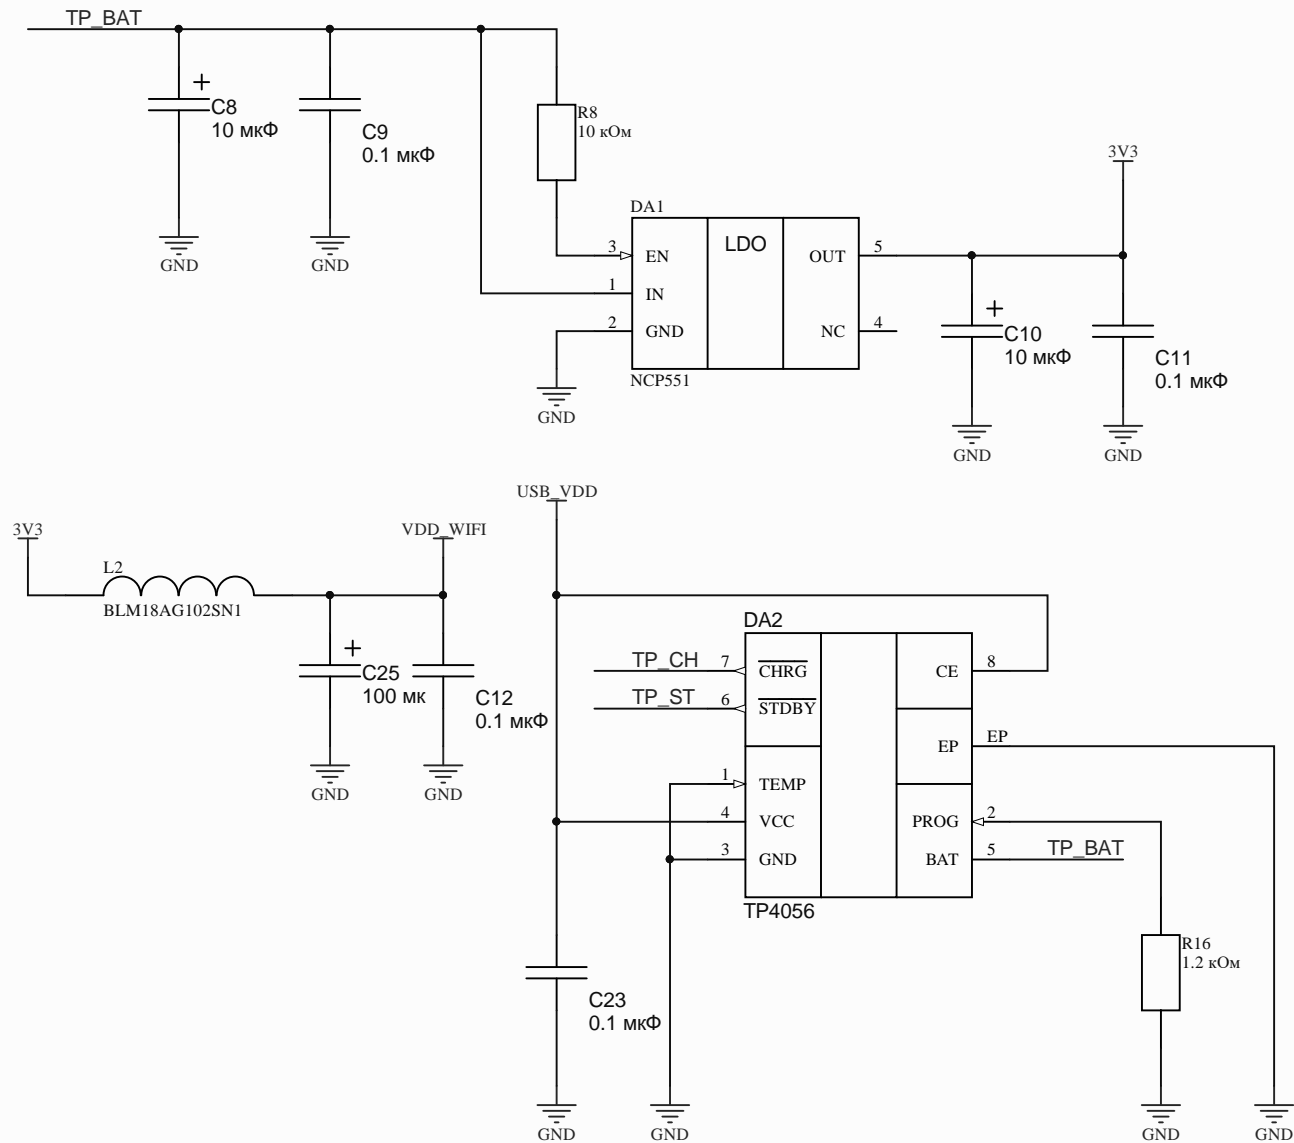 TP_BAT
+
C8
10 мкФ
C9
0.1 мкФ
R8
10 кОм
GND
GND
DA1
LDO
3
EN
1
IN
2
GND
OUT
5
NC
4
NCP551
GND
3V3
+
C10
10 мкФ
C11
0.1 мкФ
GND
GND
3V3
L2
BLM18AG102SN1
VDD_WIFI
+
C25
100 мк
C12
0.1 мкФ
GND
GND
USB_VDD
DA2
TP_CH
7
CHRG
TP_ST
6
STDBY
1
TEMP
4
VCC
3
GND
CE
8
EP
EP
PROG
2
BAT
5
TP_BAT
TP4056
C23
0.1 мкФ
R16
1.2 кОм
GND
GND
GND
GND